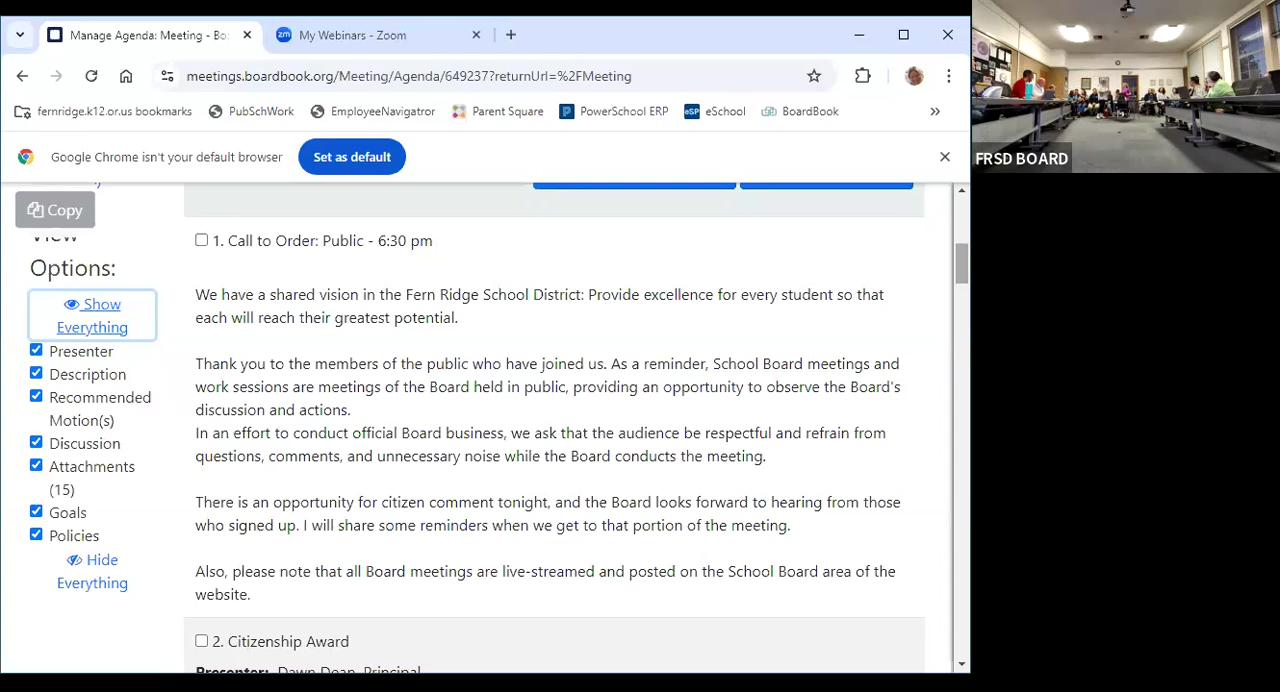 Manage Agenda: Meeting - Bo
My Webinars - Zoom
meetings.boardbook.org/Meeting/Agenda/649237?returnUrl=%2FMeeting
fernridge.k12.or.us bookmarks
PubSchWork
EmployeeNavigator
Parent Square
PowerSchool ERP
eSP eSchool
BoardBook
Google Chrome isn't your default browser
Set as default
FRSD BOARD
Copy
View
Options:
Show
Everything
Presenter
Description
Recommended
Motion(s)
Discussion
Attachments
(15)
Goals
Policies
Hide
Everything
1. Call to Order: Public - 6:30 pm
We have a shared vision in the Fern Ridge School District: Provide excellence for every student so that
each will reach their greatest potential.
Thank you to the members of the public who have joined us. As a reminder, School Board meetings and
work sessions are meetings of the Board held in public, providing an opportunity to observe the Board's
discussion and actions.
In an effort to conduct official Board business, we ask that the audience be respectful and refrain from
questions, comments, and unnecessary noise while the Board conducts the meeting.
There is an opportunity for citizen comment tonight, and the Board looks forward to hearing from those
who signed up. I will share some reminders when we get to that portion of the meeting.
Also, please note that all Board meetings are live-streamed and posted on the School Board area of the
website.
2. Citizenship Award
Presenter: Dawn Dean, Principal